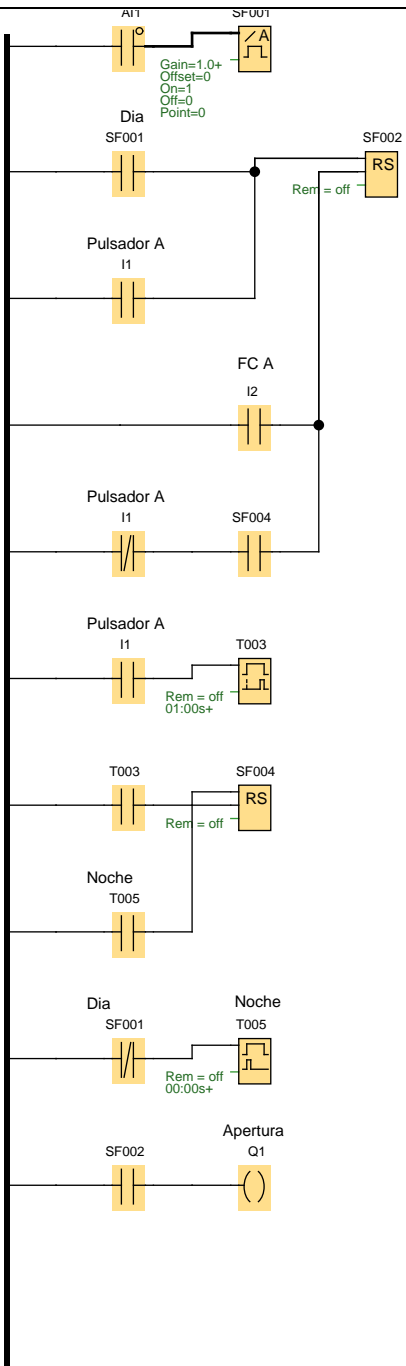 AI1 SF001
A
Gain=1.0+
Offset=0
On=1
Off=0
Point=0
Dia
SF001 SF002
RS
Rem = off
Pulsador A
I1
FC A
I2
Pulsador A
I1 SF004
Pulsador A
I1 T003
Rem = off
01:00s+
T003 SF004
RS
Rem = off
Noche
T005
Dia Noche
SF001 T005
Rem = off
00:00s+
Apertura
SF002 Q1